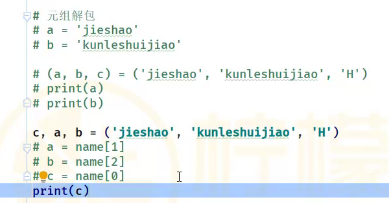 # 元组解包
# a = 'jieshao'
# b = 'kunleshuijiao'
# (a, b, c) = ('jieshao', 'kunleshuijiao', 'H')
# print(a)
# print(b)
c, a, b = ('jieshao', 'kunleshuijiao', 'H')
# a = name[1]
# b = name[2]
# c = name[0]
print(c)